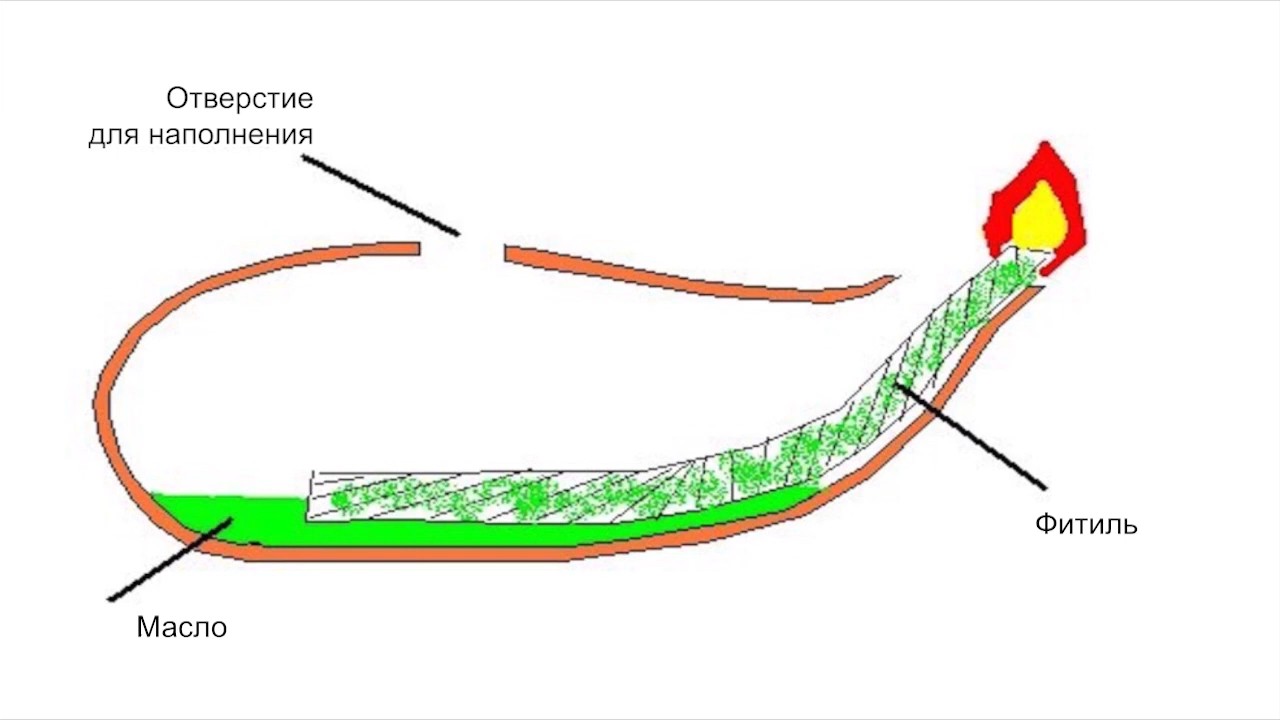 Отверстие
для наполнения
Фитиль
Масло